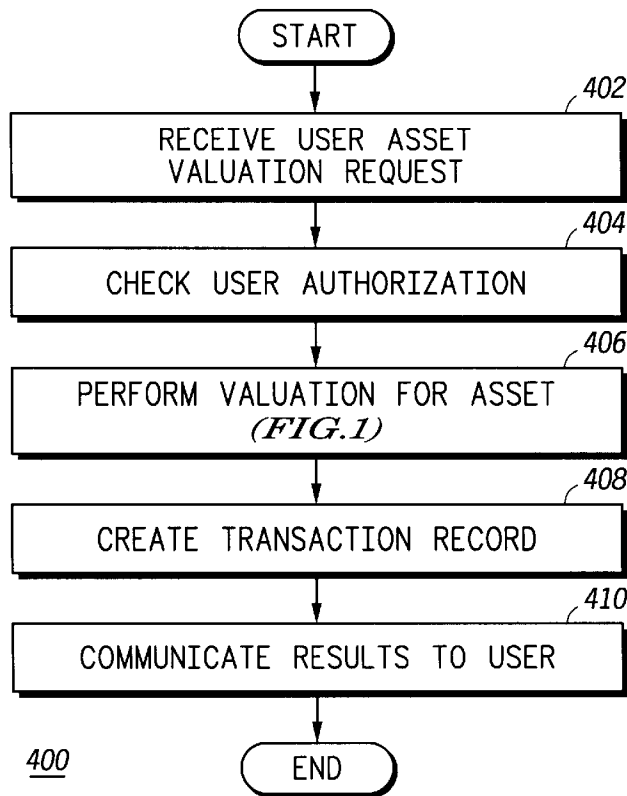 START
402
RECEIVE USER ASSET
VALUATION REQUEST
404
CHECK USER AUTHORIZATION
406
PERFORM VALUATION FOR ASSET
(FIG.1)
408
CREATE TRANSACTION RECORD
410
COMMUNICATE RESULTS TO USER
400
END